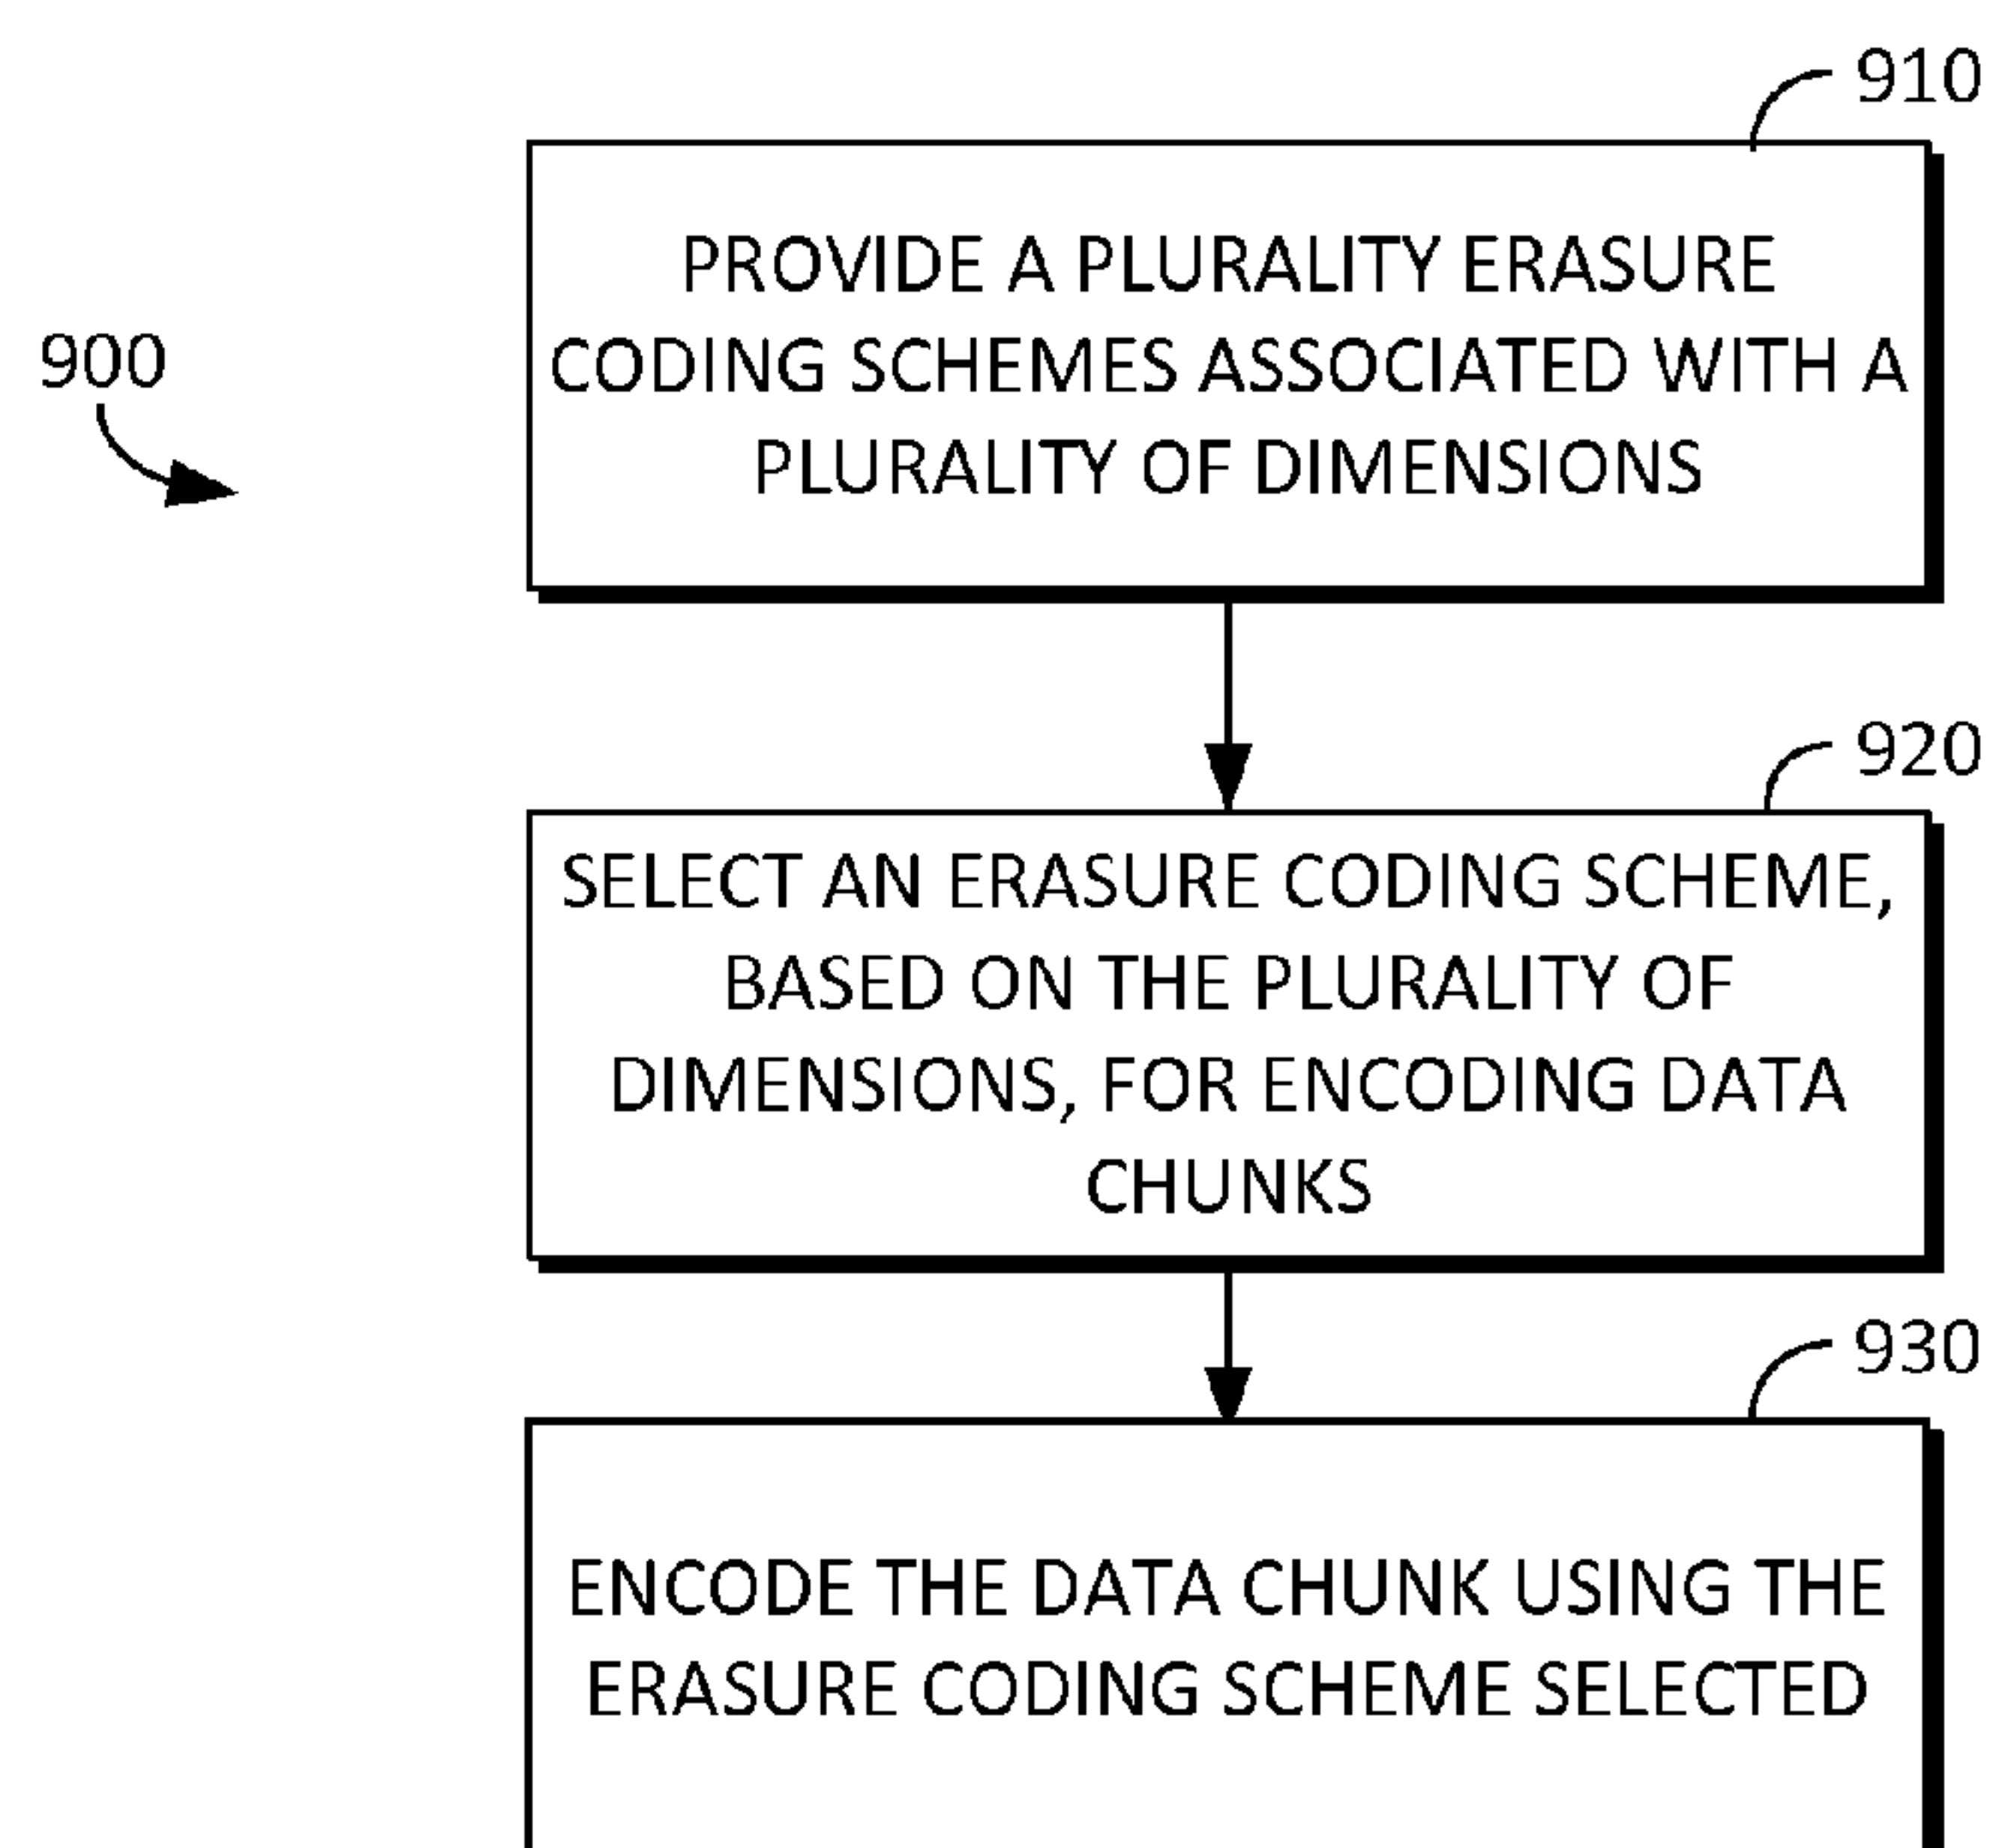 910
PROVIDE A PLURALITY ERASURE
CODING SCHEMES ASSOCIATED WITH A
PLURALITY OF DIMENSIONS
900
920
SELECT AN ERASURE CODING SCHEME,
BASED ON THE PLURALITY OF
DIMENSIONS, FOR ENCODING DATA
CHUNKS
930
ENCODE THE DATA CHUNK USING THE
ERASURE CODING SCHEME SELECTED